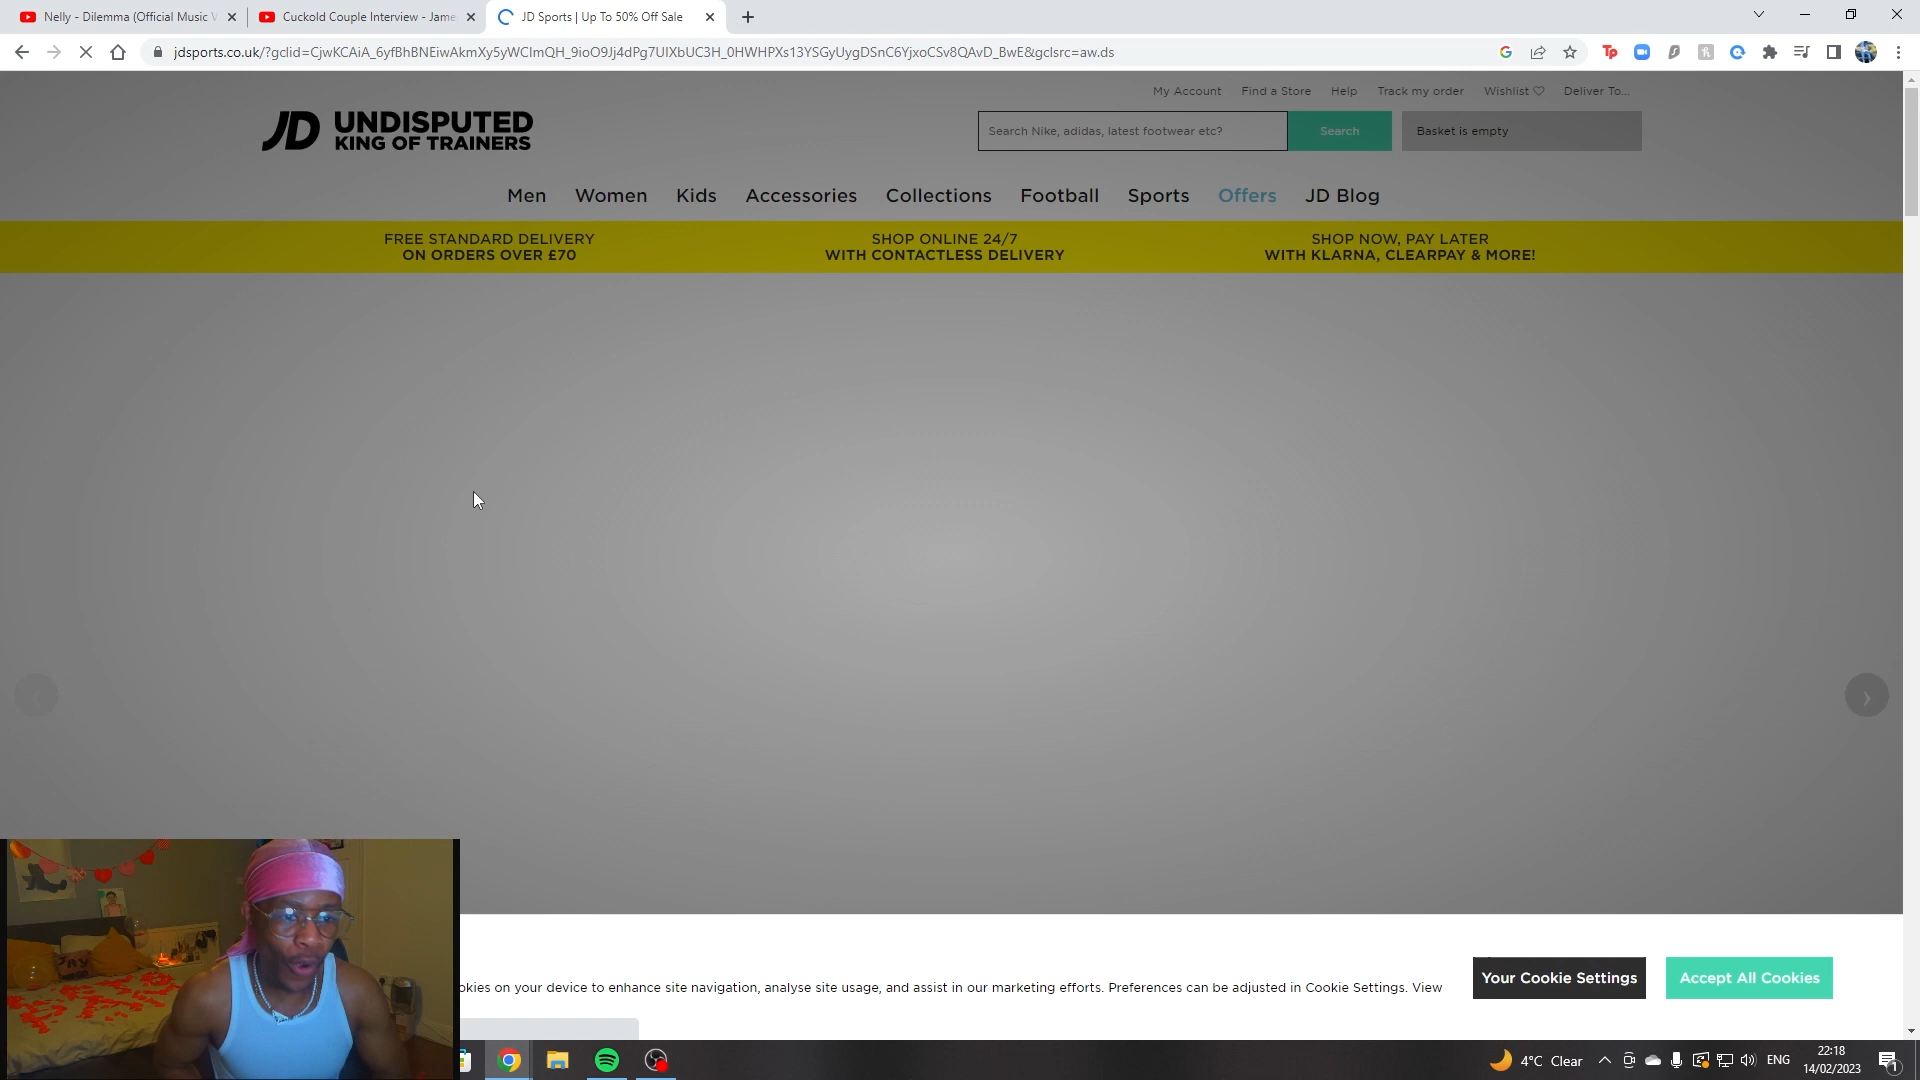 Nelly - Dilemma (Official Music V
Cuckold Couple Interview - Jame
JD Sports | Up To 50% Off Sale
jdsports.co.uk/?gclid=CjwKCAiA_6yfBhBNEiwAkmXy5yWCImQH_9ioO9Jj4dPg7UIXbUC3H_0HWHPXs13YSGyUygDSnC6YjxoCSv8QAvD_BwE&gclsrc=aw.ds
My Account Find a Store Help Track my order Wishlist Deliver To...
JD UNDISPUTED
KING OF TRAINERS
Search Nike, adidas, latest footwear etc? Search Basket is empty
Men Women Kids Accessories Collections Football Sports Offers JD Blog
FREE STANDARD DELIVERY
ON ORDERS OVER £70
SHOP ONLINE 24/7
WITH CONTACTLESS DELIVERY
SHOP NOW, PAY LATER
WITH KLARNA, CLEARPAY & MORE!
okies on your device to enhance site navigation, analyse site usage, and assist in our marketing efforts. Preferences can be adjusted in Cookie Settings. View
Your Cookie Settings
Accept All Cookies
4°C Clear
ENG
22:18
14/02/2023
1